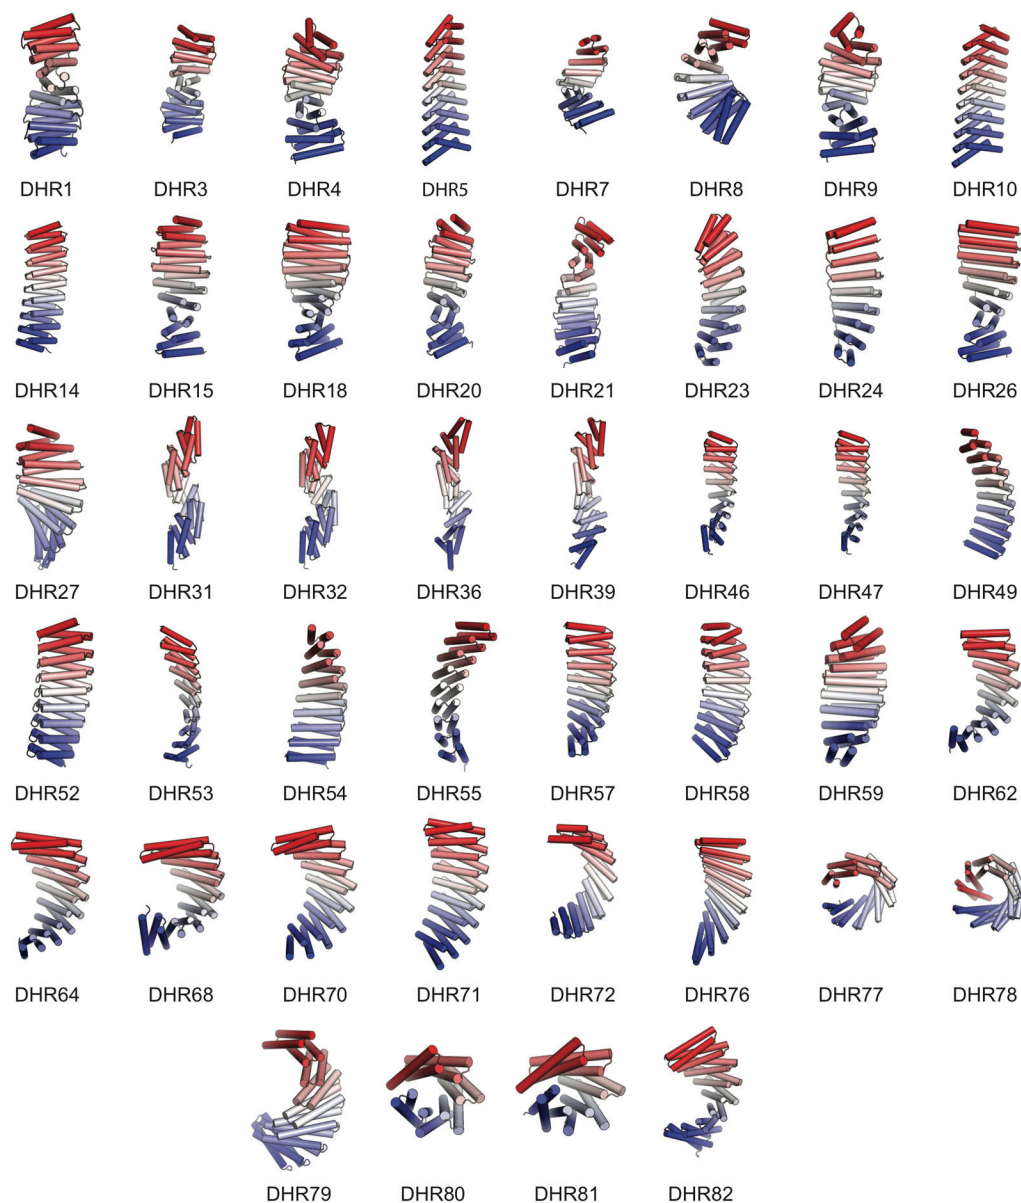 DHR1 DHR3 DHR4 DHR5 DHR7 DHR8 DHR9 DHR10
DHR14 DHR15 DHR18 DHR20 DHR21 DHR23 DHR24 DHR26
DHR27 DHR31 DHR32 DHR36 DHR39 DHR46 DHR47 DHR49
DHR52 DHR53 DHR54 DHR55 DHR57 DHR58 DHR59 DHR62
DHR64 DHR68 DHR70 DHR71 DHR72 DHR76 DHR77 DHR78
DHR79 DHR80 DHR81 DHR82